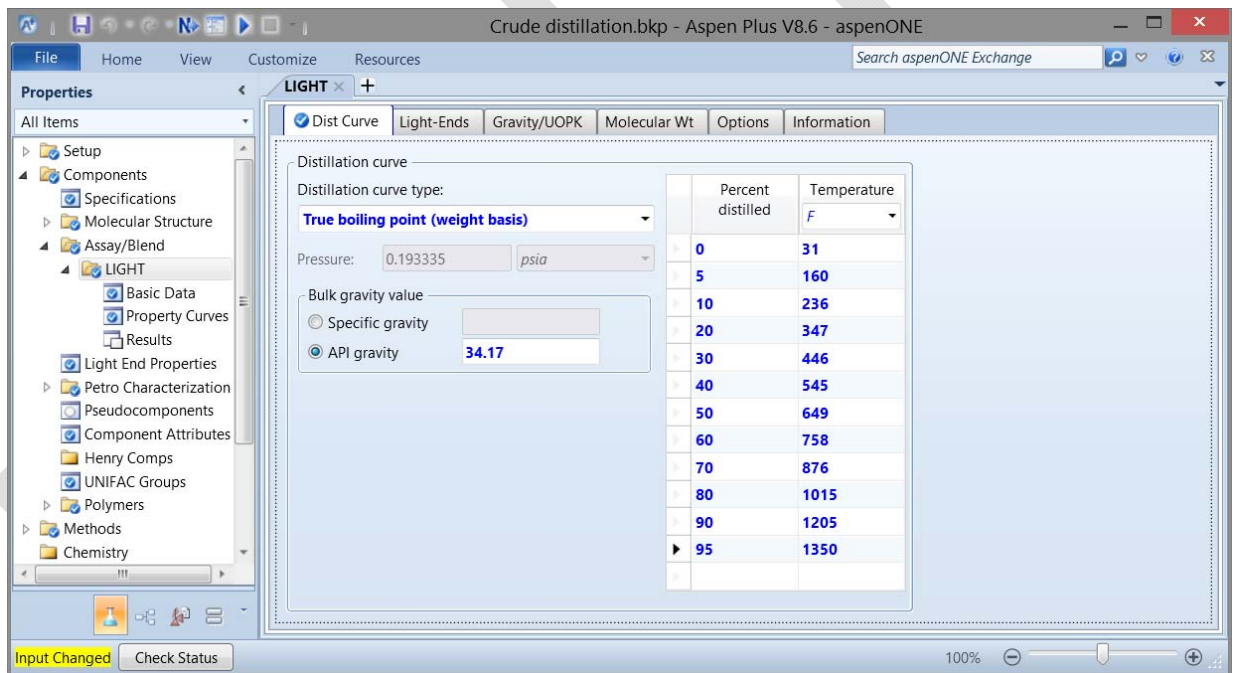 Crude distillation.bkp - Aspen Plus V8.6 - aspenONE
File Home View Customize Resources Search aspenONE Exchange
Properties LIGHT
All Items
Dist Curve Light-Ends Gravity/UOPK Molecular Wt Options Information
Setup
Components
Specifications
Molecular Structure
Assay/Blend
LIGHT
Basic Data
Property Curves
Results
Light End Properties
Petro Characterization
Pseudocomponents
Component Attributes
Henry Comps
UNIFAC Groups
Polymers
Methods
Chemistry
Distillation curve
Distillation curve type:
True boiling point (weight basis)
Pressure: 0.193335 psia
Bulk gravity value
Specific gravity
API gravity 34.17
Percent distilled Temperature
F
0 31
5 160
10 236
20 347
30 446
40 545
50 649
60 758
70 876
80 1015
90 1205
95 1350
Input Changed Check Status 100%